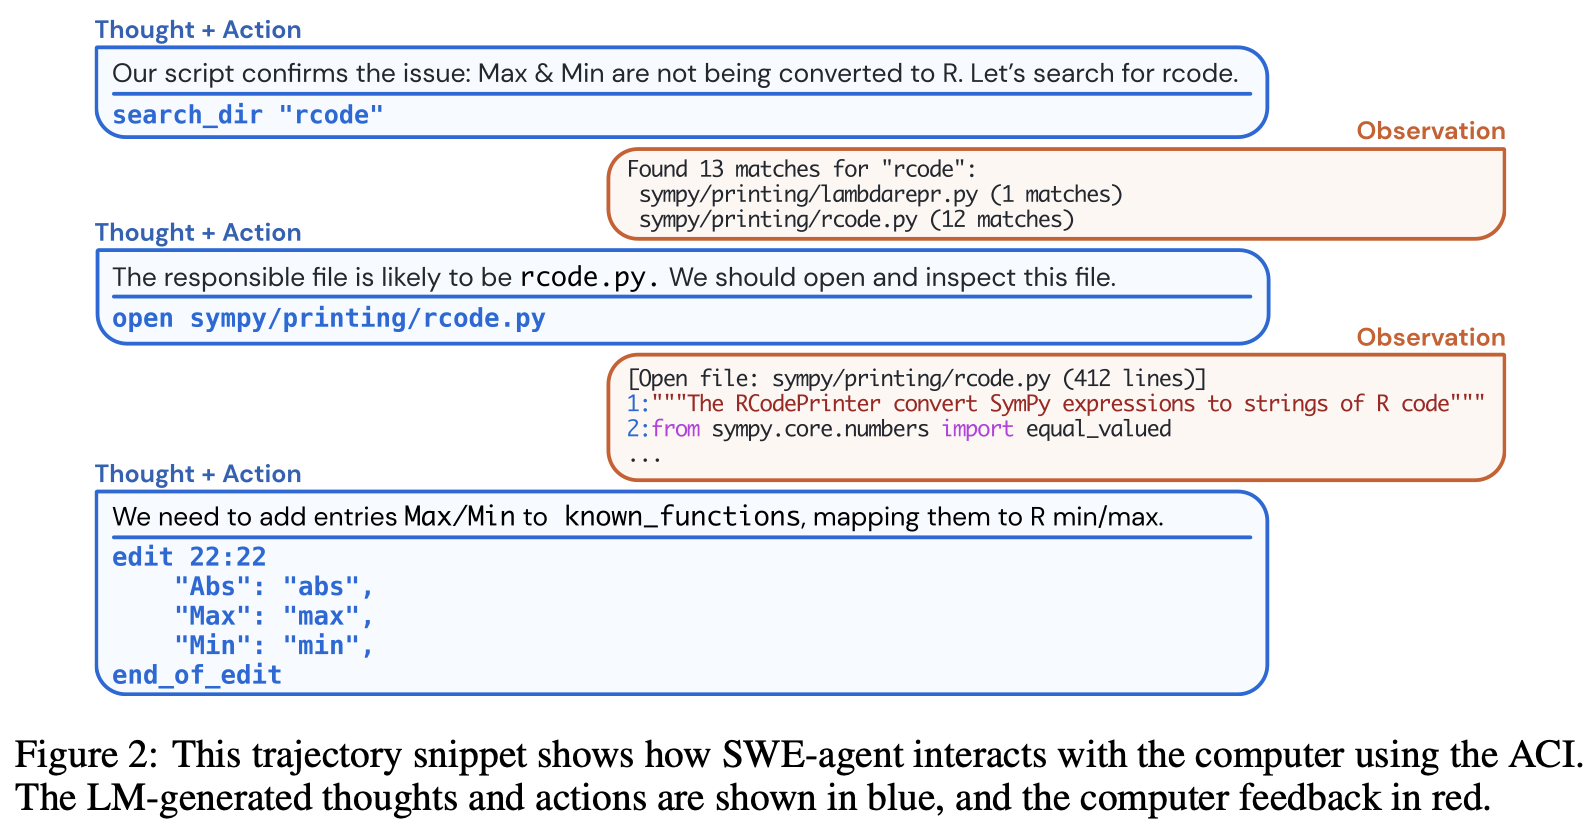 Thought + Action
Our script confirms the issue: Max & Min are not being converted to R. Let's search for rcode.
search_dir "rcode"
Observation
Found 13 matches for "rcode":
 sympy/printing/lambdarepr.py (1 matches)
 sympy/printing/rcode.py (12 matches)
Thought + Action
The responsible file is likely to be rcode.py. We should open and inspect this file.
open sympy/printing/rcode.py
Observation
[Open file: sympy/printing/rcode.py (412 lines)]
1:"""The RCodePrinter convert SymPy expressions to strings of R code"""
2:from sympy.core.numbers import equal_valued
...
Thought + Action
We need to add entries Max/Min to known_functions, mapping them to R min/max.
edit 22:22
    "Abs": "abs",
    "Max": "max",
    "Min": "min",
end_of_edit
Figure 2: This trajectory snippet shows how SWE-agent interacts with the computer using the ACI.
The LM-generated thoughts and actions are shown in blue, and the computer feedback in red.